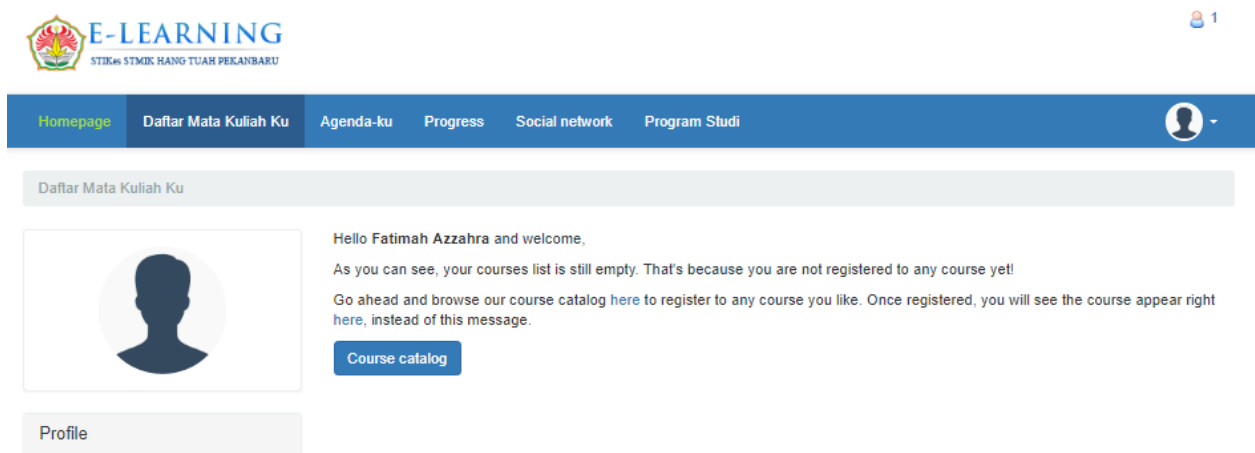 E-LEARNING
STIKes STMIK HANG TUAH PEKANBARU
1
Homepage Daftar Mata Kuliah Ku Agenda-ku Progress Social network Program Studi
Daftar Mata Kuliah Ku
Hello Fatimah Azzahra and welcome,
As you can see, your courses list is still empty. That's because you are not registered to any course yet!
Go ahead and browse our course catalog here to register to any course you like. Once registered, you will see the course appear right
here, instead of this message.
Course catalog
Profile